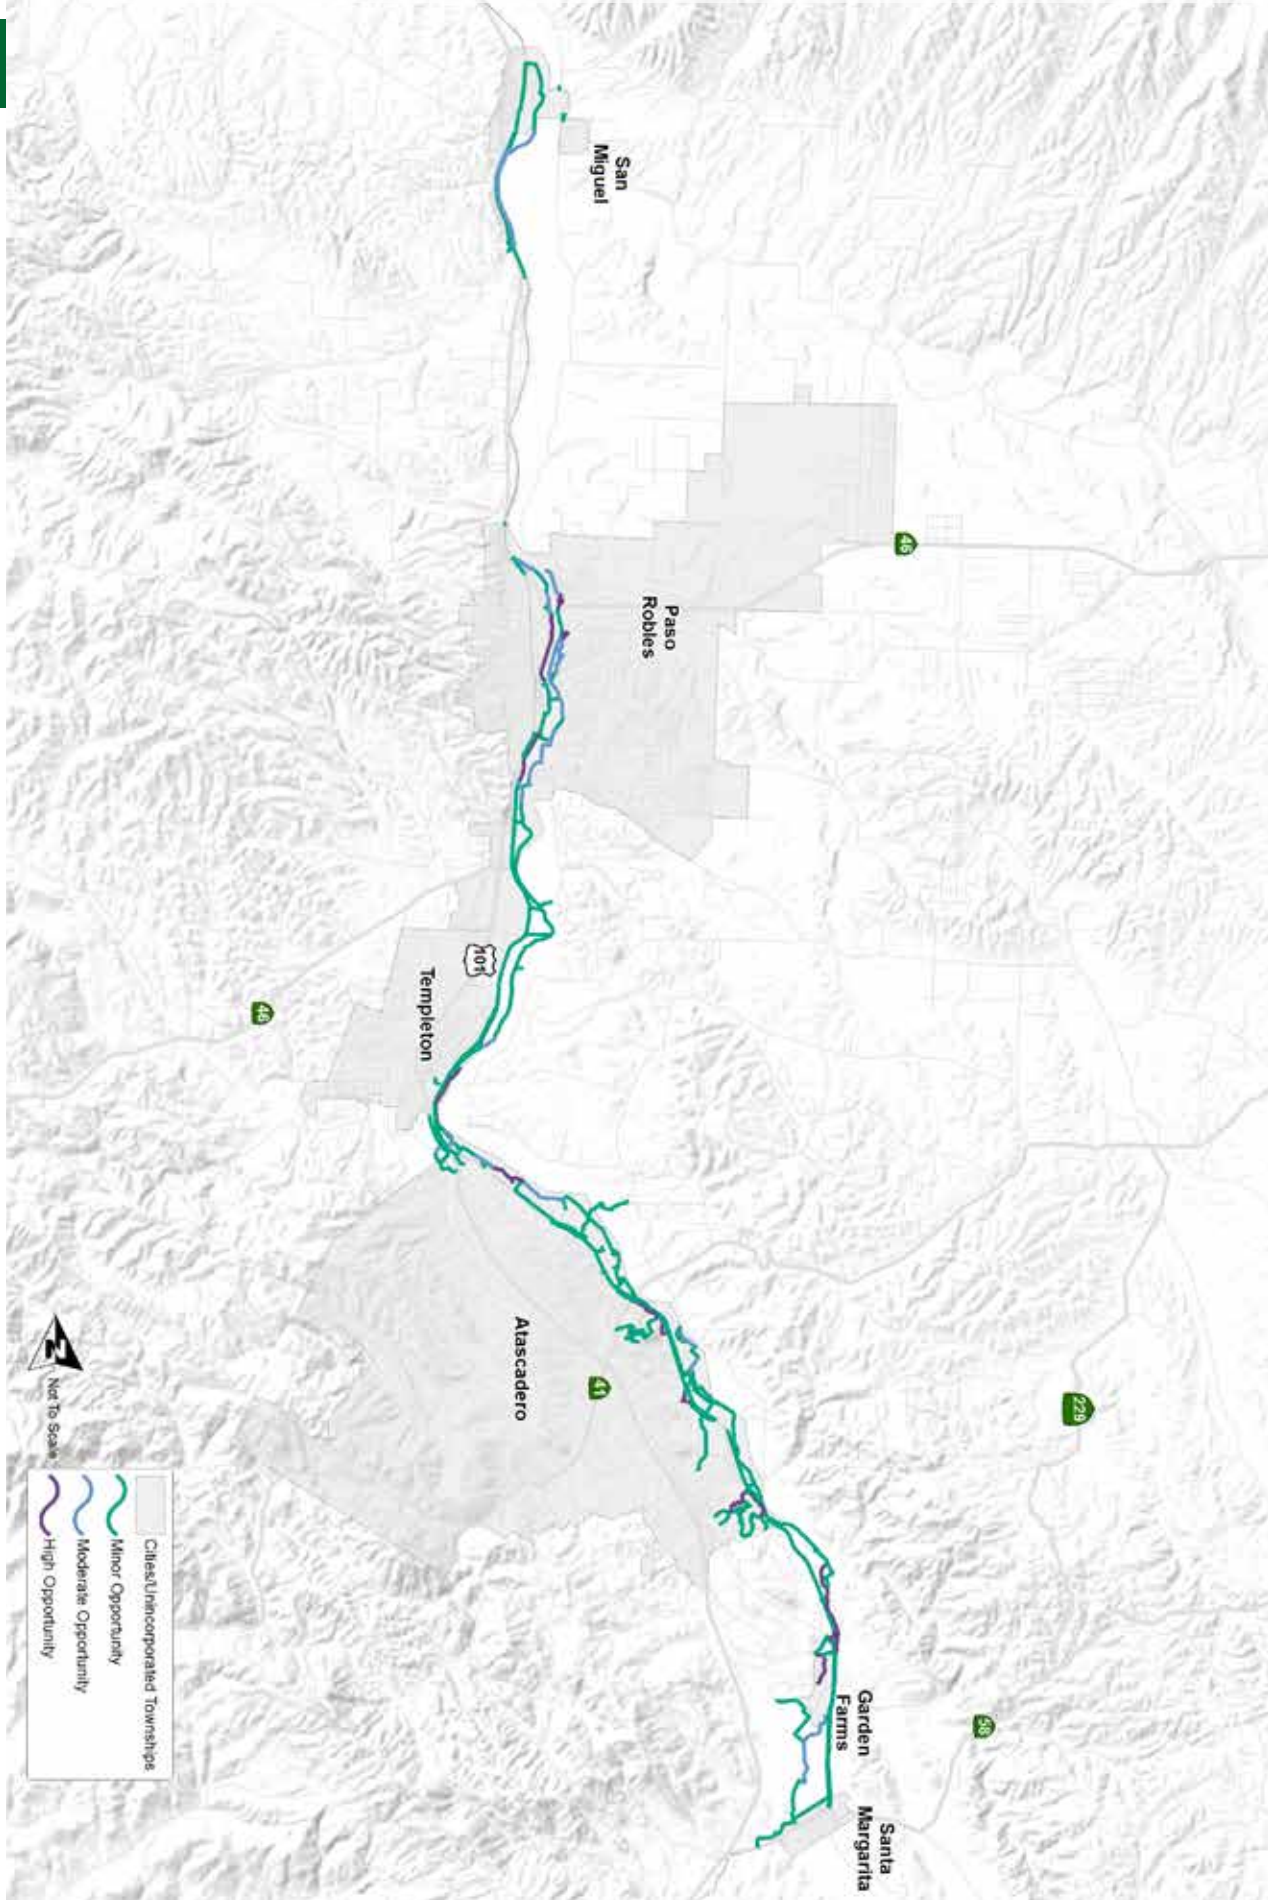 San
Miguel
46
Paso
Robles
101
Templeton
46
Atascadero
41
229
Garden
Farms
58
Santa
Margarita
N
Not To Scale
Cities/Unincorporated Townships
Minor Opportunity
Moderate Opportunity
High Opportunity